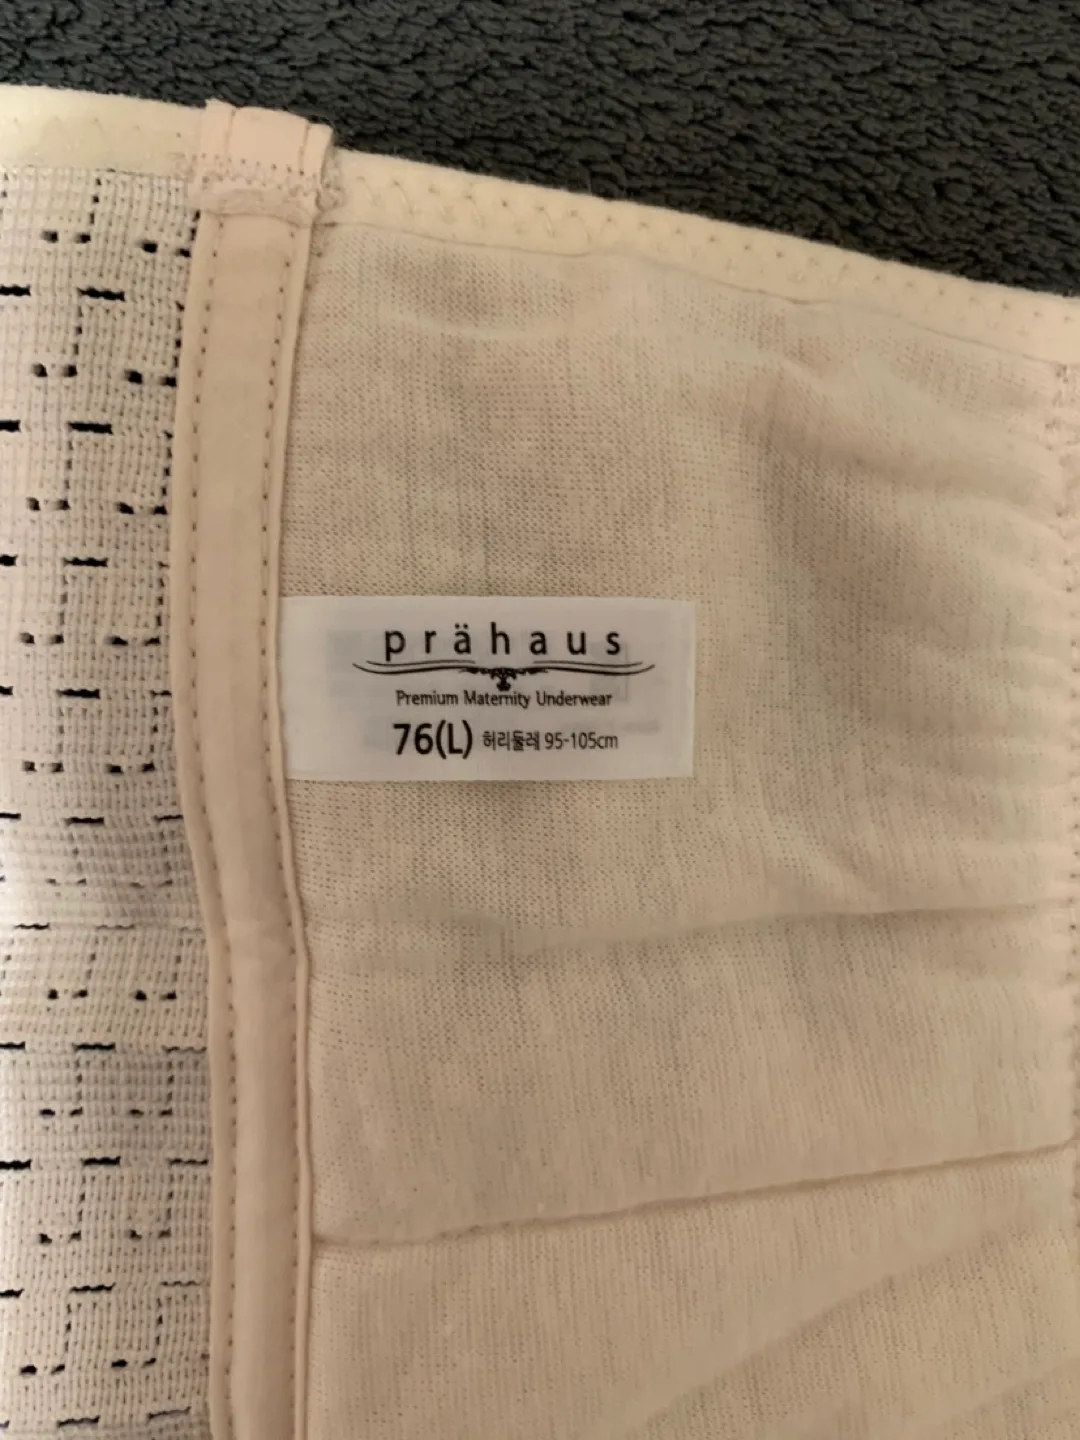 prähaus
Premium Maternity Underwear
76(L) 허리둘레 95-105cm